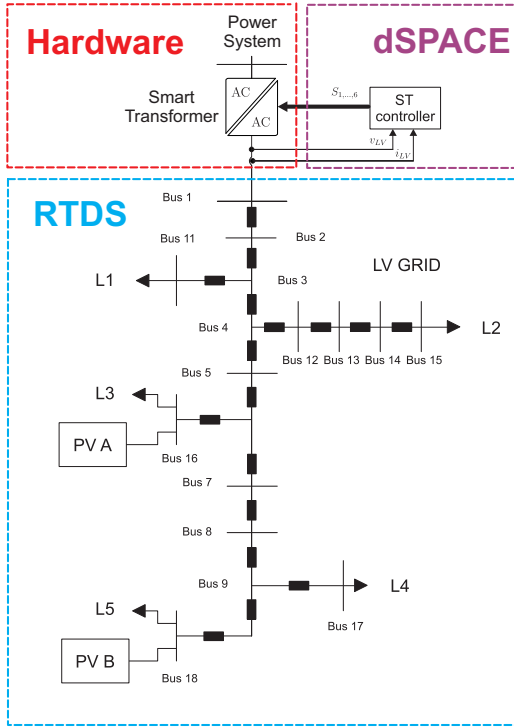 Hardware
dSPACE
Power
System
Smart
Transformer
AC
AC
S1,...,6
ST
controller
vLV
iLV
RTDS
Bus 1
Bus 11
Bus 2
L1
Bus 3
LV GRID
Bus 4
L2
Bus 12
Bus 13
Bus 14
Bus 15
Bus 5
L3
PV A
Bus 16
Bus 7
Bus 8
Bus 9
L4
L5
Bus 17
PV B
Bus 18